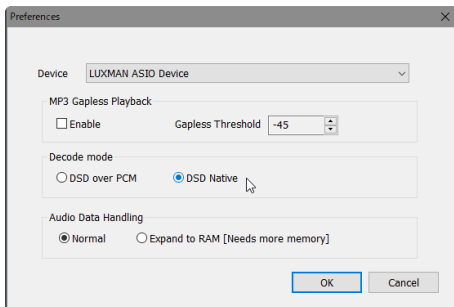 Preferences
Device LUXMAN ASIO Device
MP3 Gapless Playback
Enable Gapless Threshold -45
Decode mode
DSD over PCM DSD Native
Audio Data Handling
Normal Expand to RAM [Needs more memory]
OK Cancel